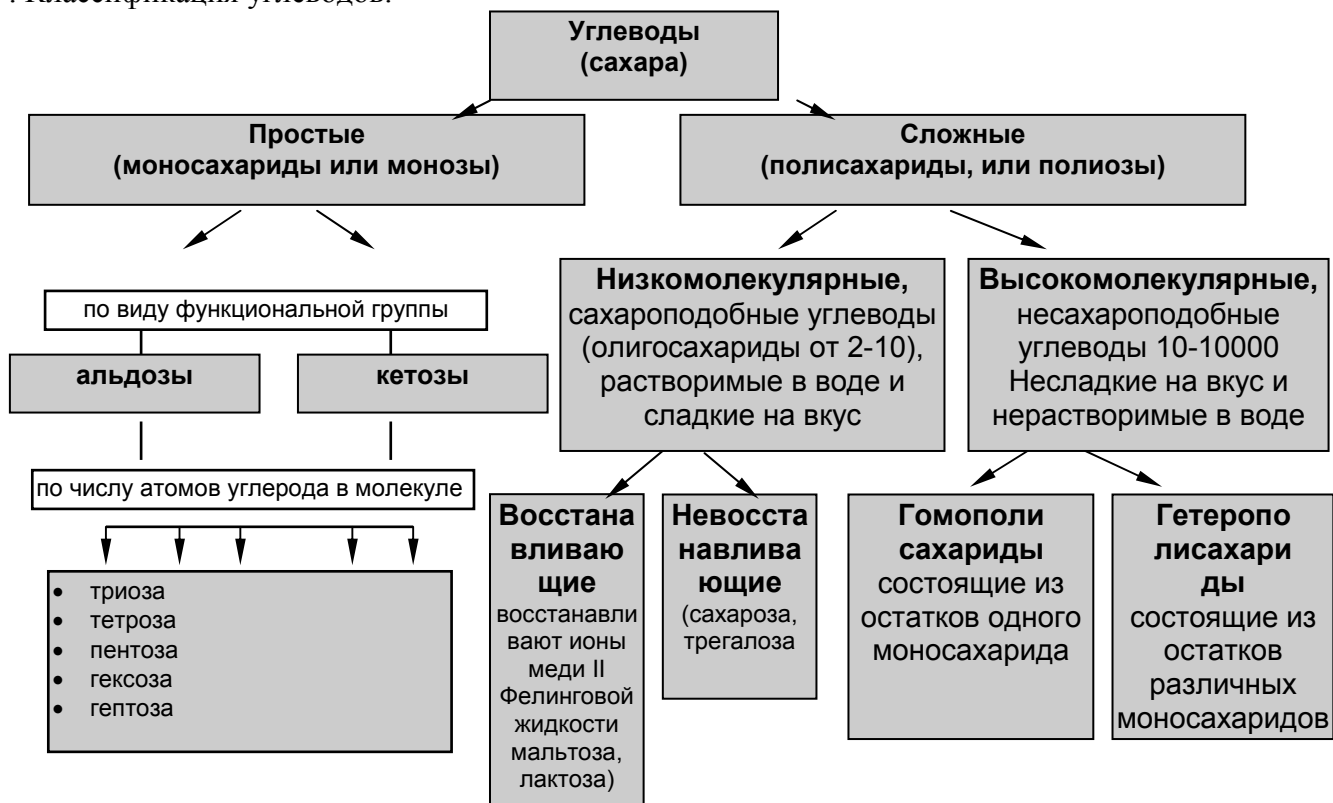 . Классификация углеводов.
Углеводы
(сахара)
Простые
(моносахариды или монозы)
Сложные
(полисахариды, или полиозы)
по виду функциональной группы
альдозы
кетозы
по числу атомов углерода в молекуле
• триоза
• тетроза
• пентоза
• гексоза
• гептоза
Низкомолекулярные,
сахароподобные углеводы
(олигосахариды от 2-10),
растворимые в воде и
сладкие на вкус
Высокомолекулярные,
несахароподобные
углеводы 10-10000
Несладкие на вкус и
нерастворимые в воде
Восстана
вливаю
щие
восстанавли
вают ионы
меди II
Фелинговой
жидкости
мальтоза,
лактоза)
Невосста
навлива
ющие
(сахароза,
трегалоза
Гомополи
сахариды
состоящие из
остатков одного
моносахарида
Гетеропо
лисахари
ды
состоящие из
остатков
различных
моносахаридов